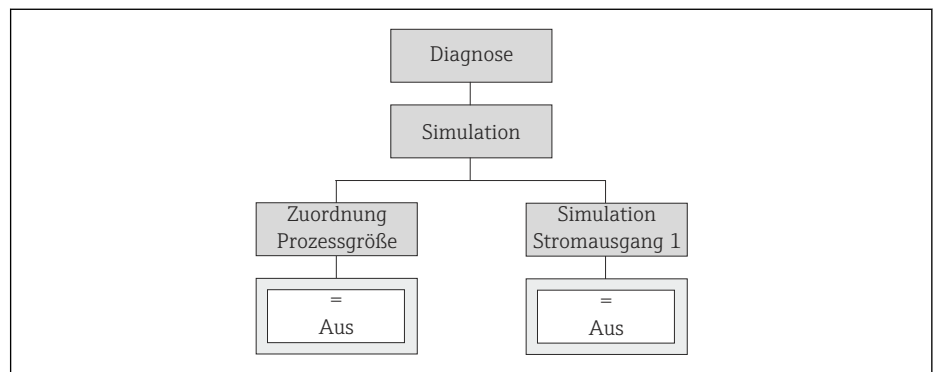 Diagnose
Simulation
Zuordnung
Prozessgröße
=
Aus
Simulation
Stromausgang 1
=
Aus